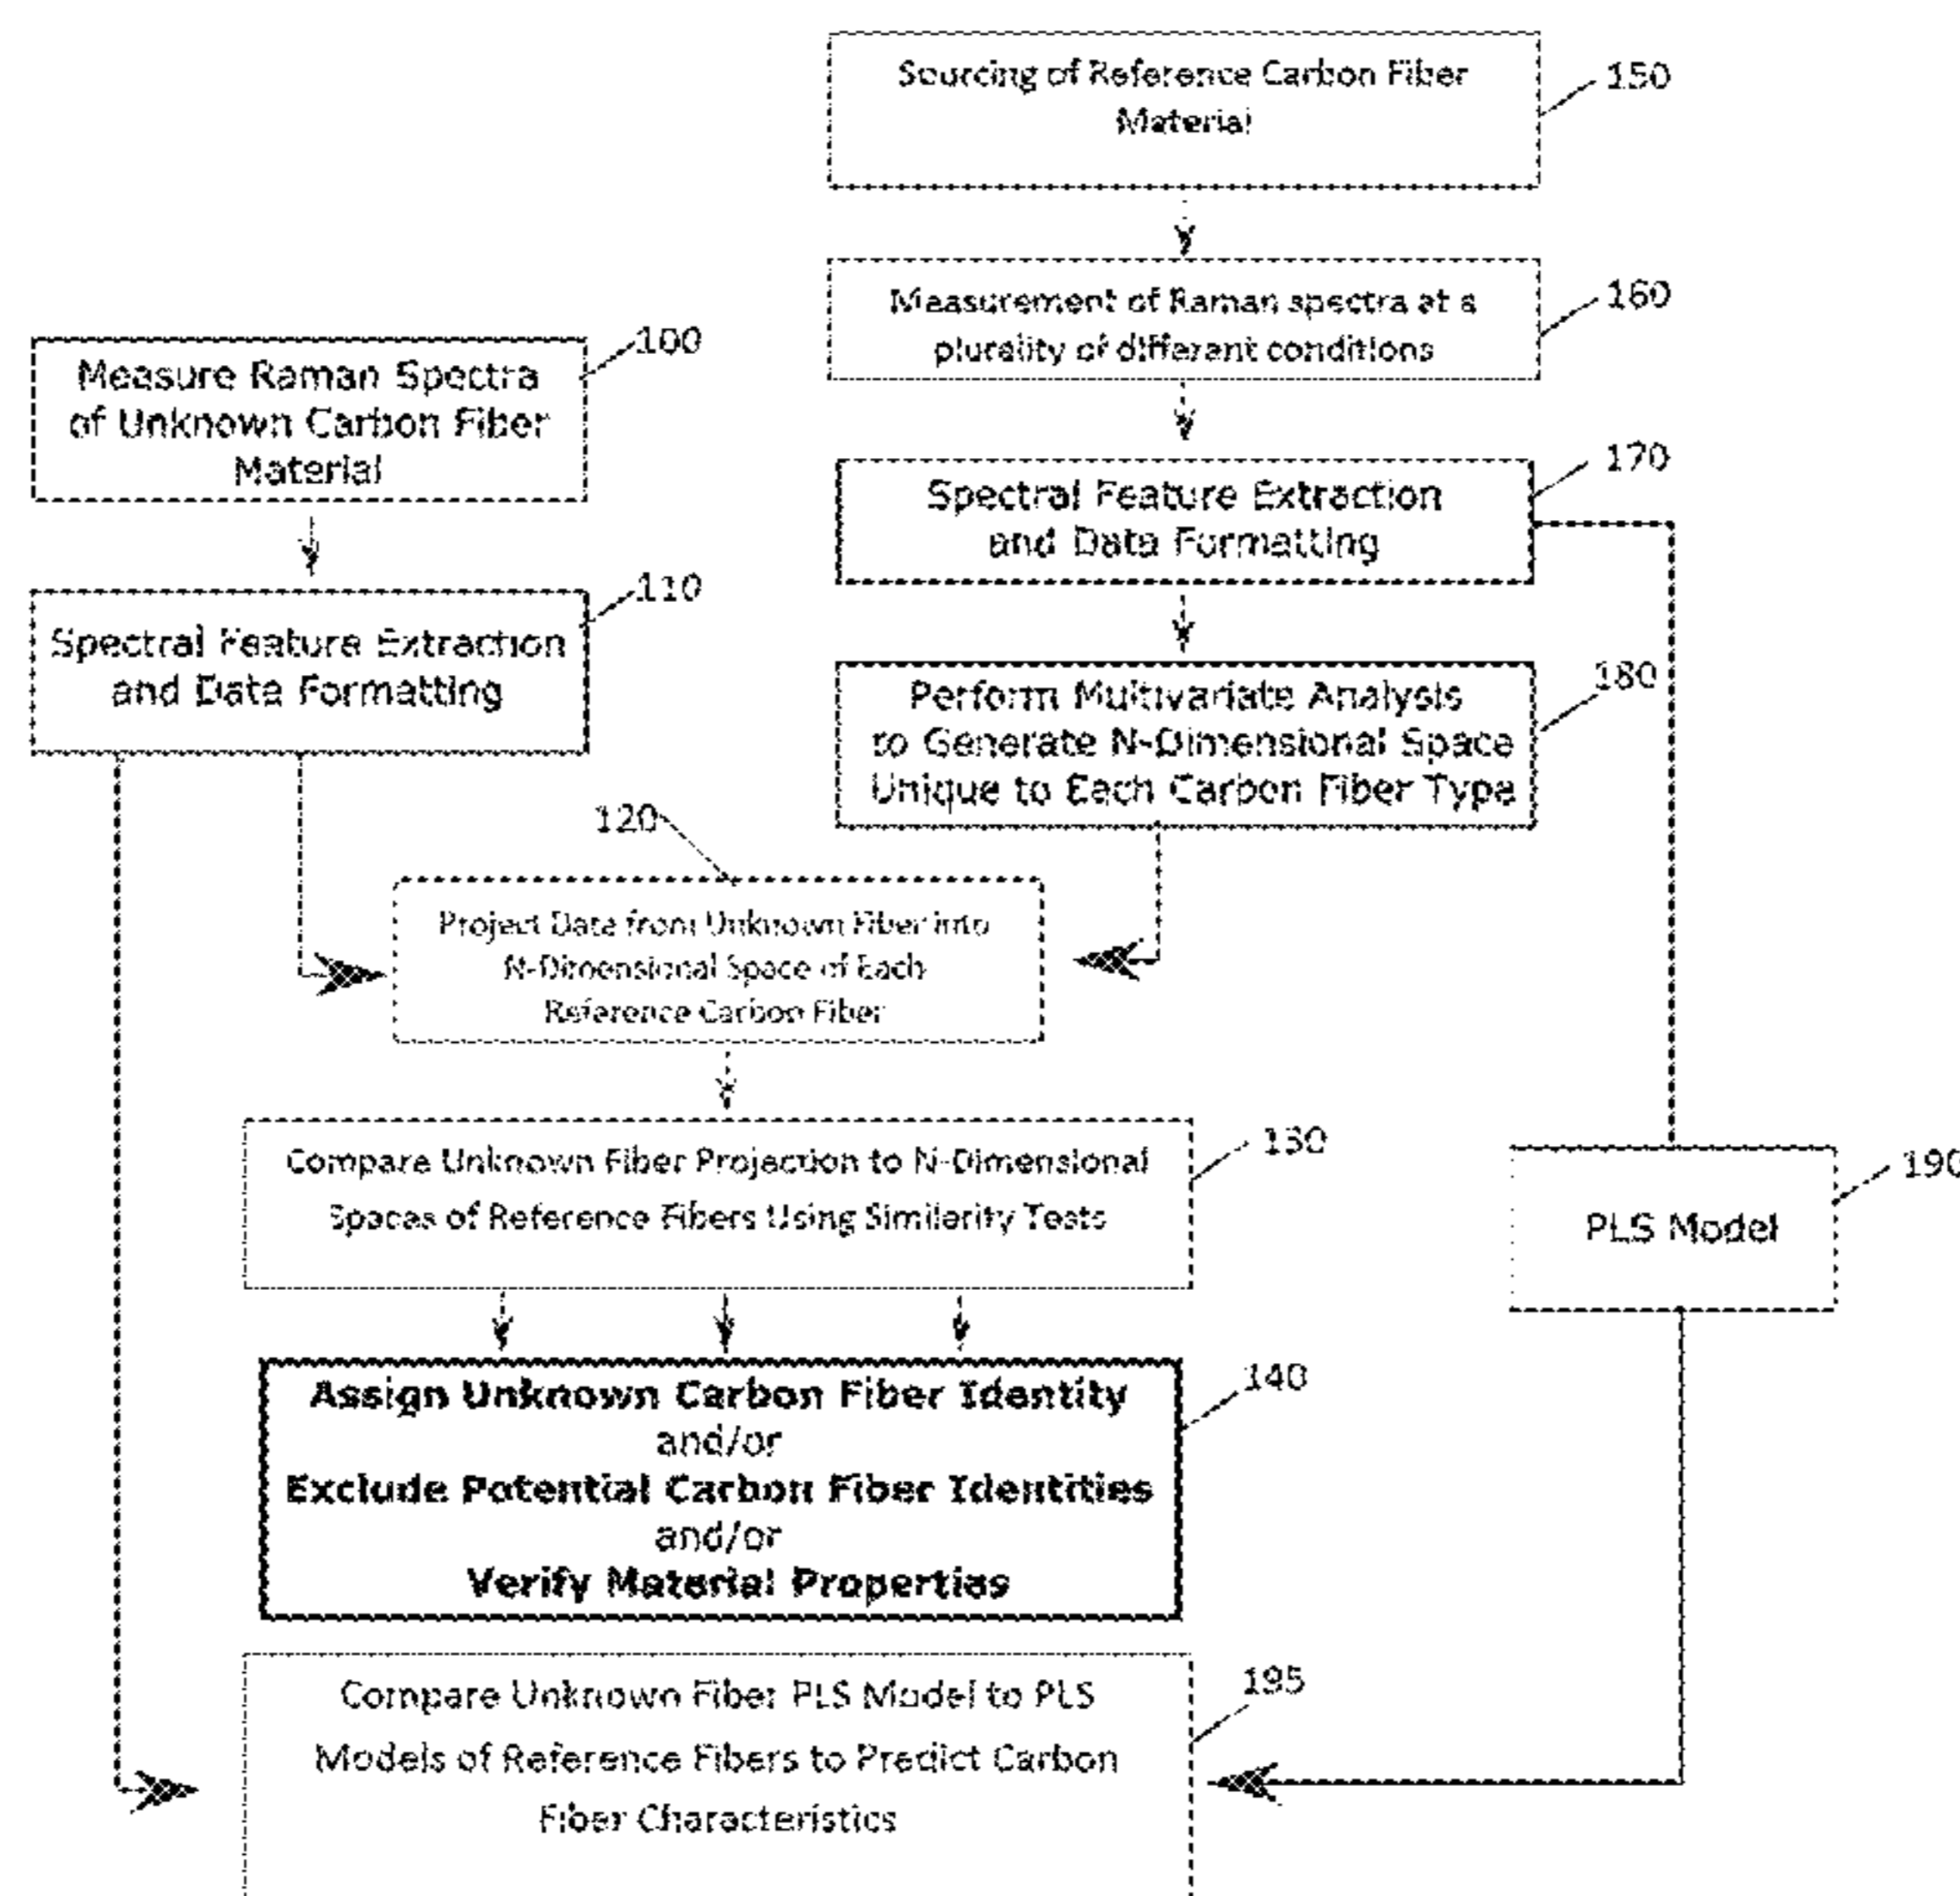 Sourcing of Reference Carbon Fiber
Material
150
Measurement of Raman spectra at a
plurality of different conditions
160
Measure Raman Spectra
of Unknown Carbon Fiber
Material
100
Spectral Feature Extraction
and Data Formatting
170
Spectral Feature Extraction
and Data Formatting
110
Perform Multivariate Analysis
to Generate N-Dimensional Space
Unique to Each Carbon Fiber Type
180
120
Project Data from Unknown Fiber into
N-Dimensional Space of Each
Reference Carbon Fiber
Compare Unknown Fiber Projection to N-Dimensional
Spaces of Reference Fibers Using Similarity Tests
130
PLS Model
190
Assign Unknown Carbon Fiber Identity
and/or
Exclude Potential Carbon Fiber Identities
and/or
Verify Material Properties
140
Compare Unknown Fiber PLS Model to PLS
Models of Reference Fibers to Predict Carbon
Fiber Characteristics
195